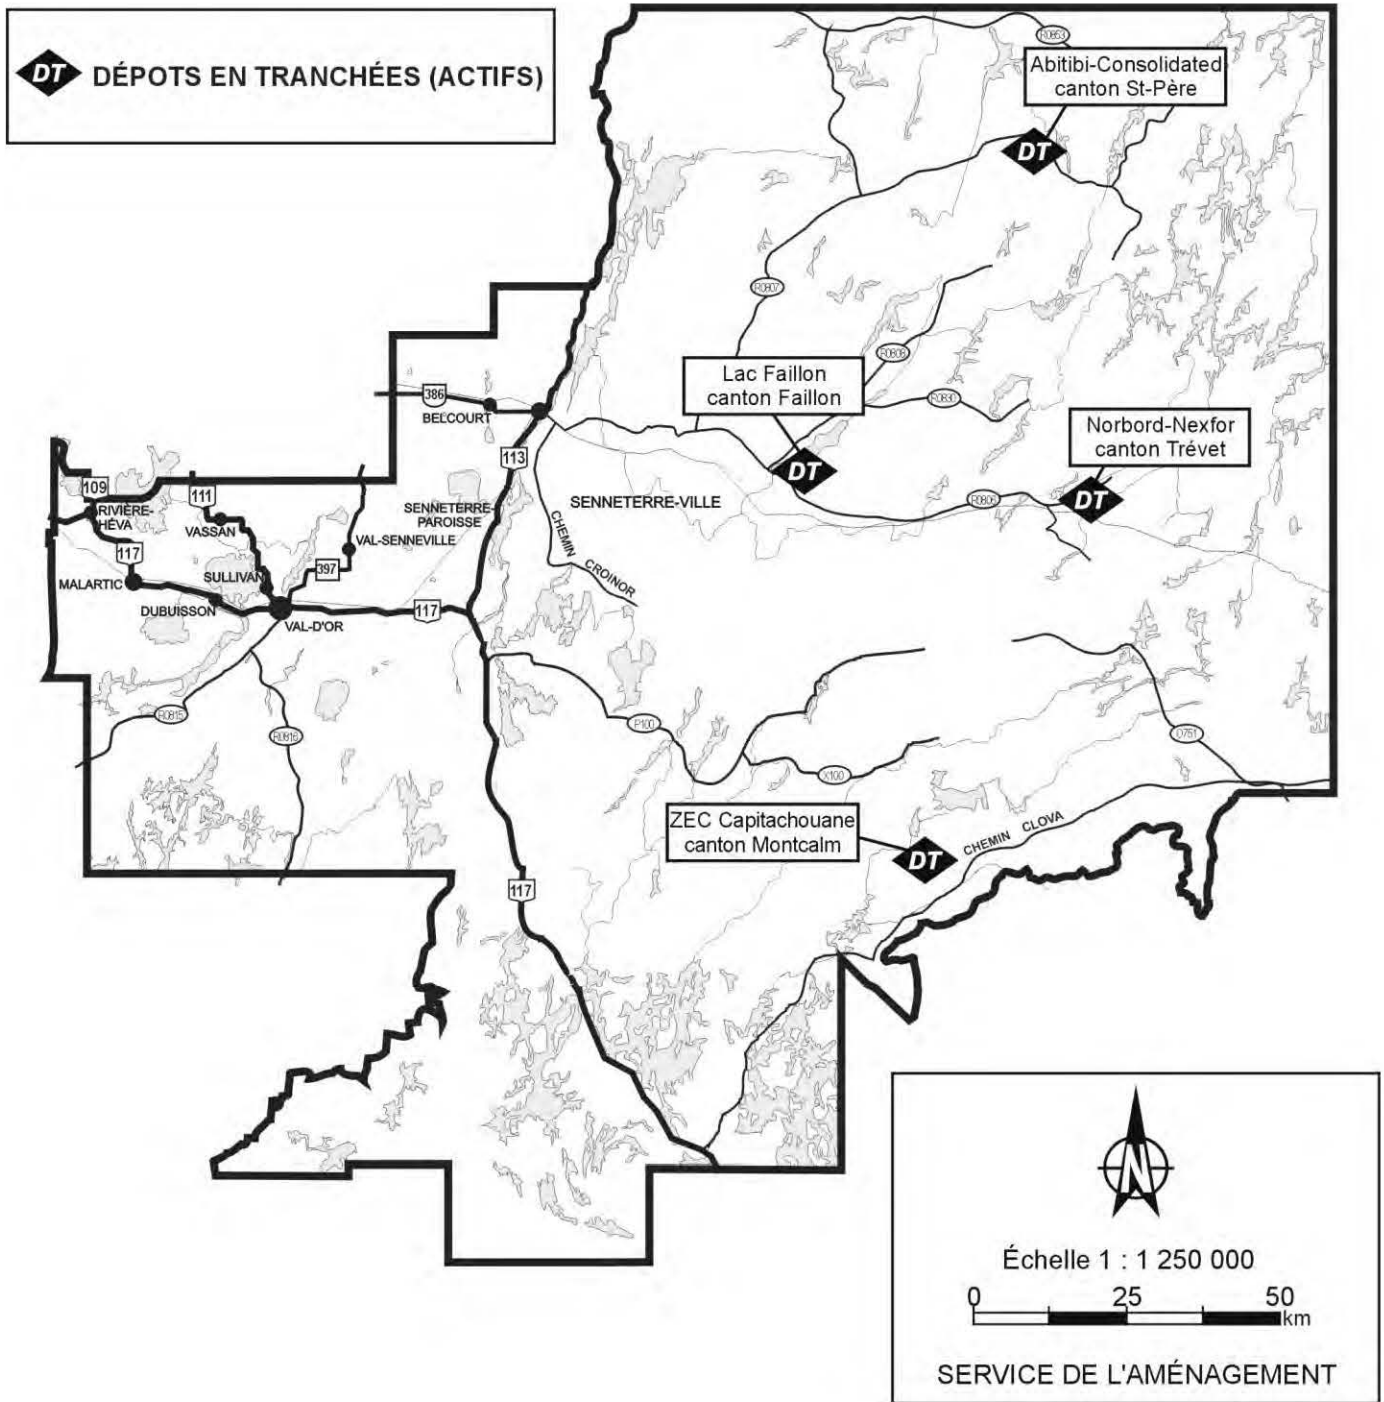 DT DÉPOTS EN TRANCHÉES (ACTIFS)
R0853
Abitibi-Consolidated
canton St-Père
DT
R0807
R0808
Lac Faillon
canton Faillon
R0830
386
BELCOURT
Norbord-Nexfor
canton Trévet
113
DT
109
111
SENNETERRE-
PAROISSE
SENNETERRE-VILLE
R0806
DT
RIVIÈRE-
HÉVA
VASSAN
VAL-SENNEVILLE
CHEMIN CROINOR
117
MALARTIC
SULLIVAN
397
DUBUISSON
VAL-D'OR
117
R0815
R0816
P100
O751
X100
ZEC Capitachouane
canton Montcalm
DT
CHEMIN CLOVA
117
N
Échelle 1 : 1 250 000
0 25 50
km
SERVICE DE L'AMÉNAGEMENT